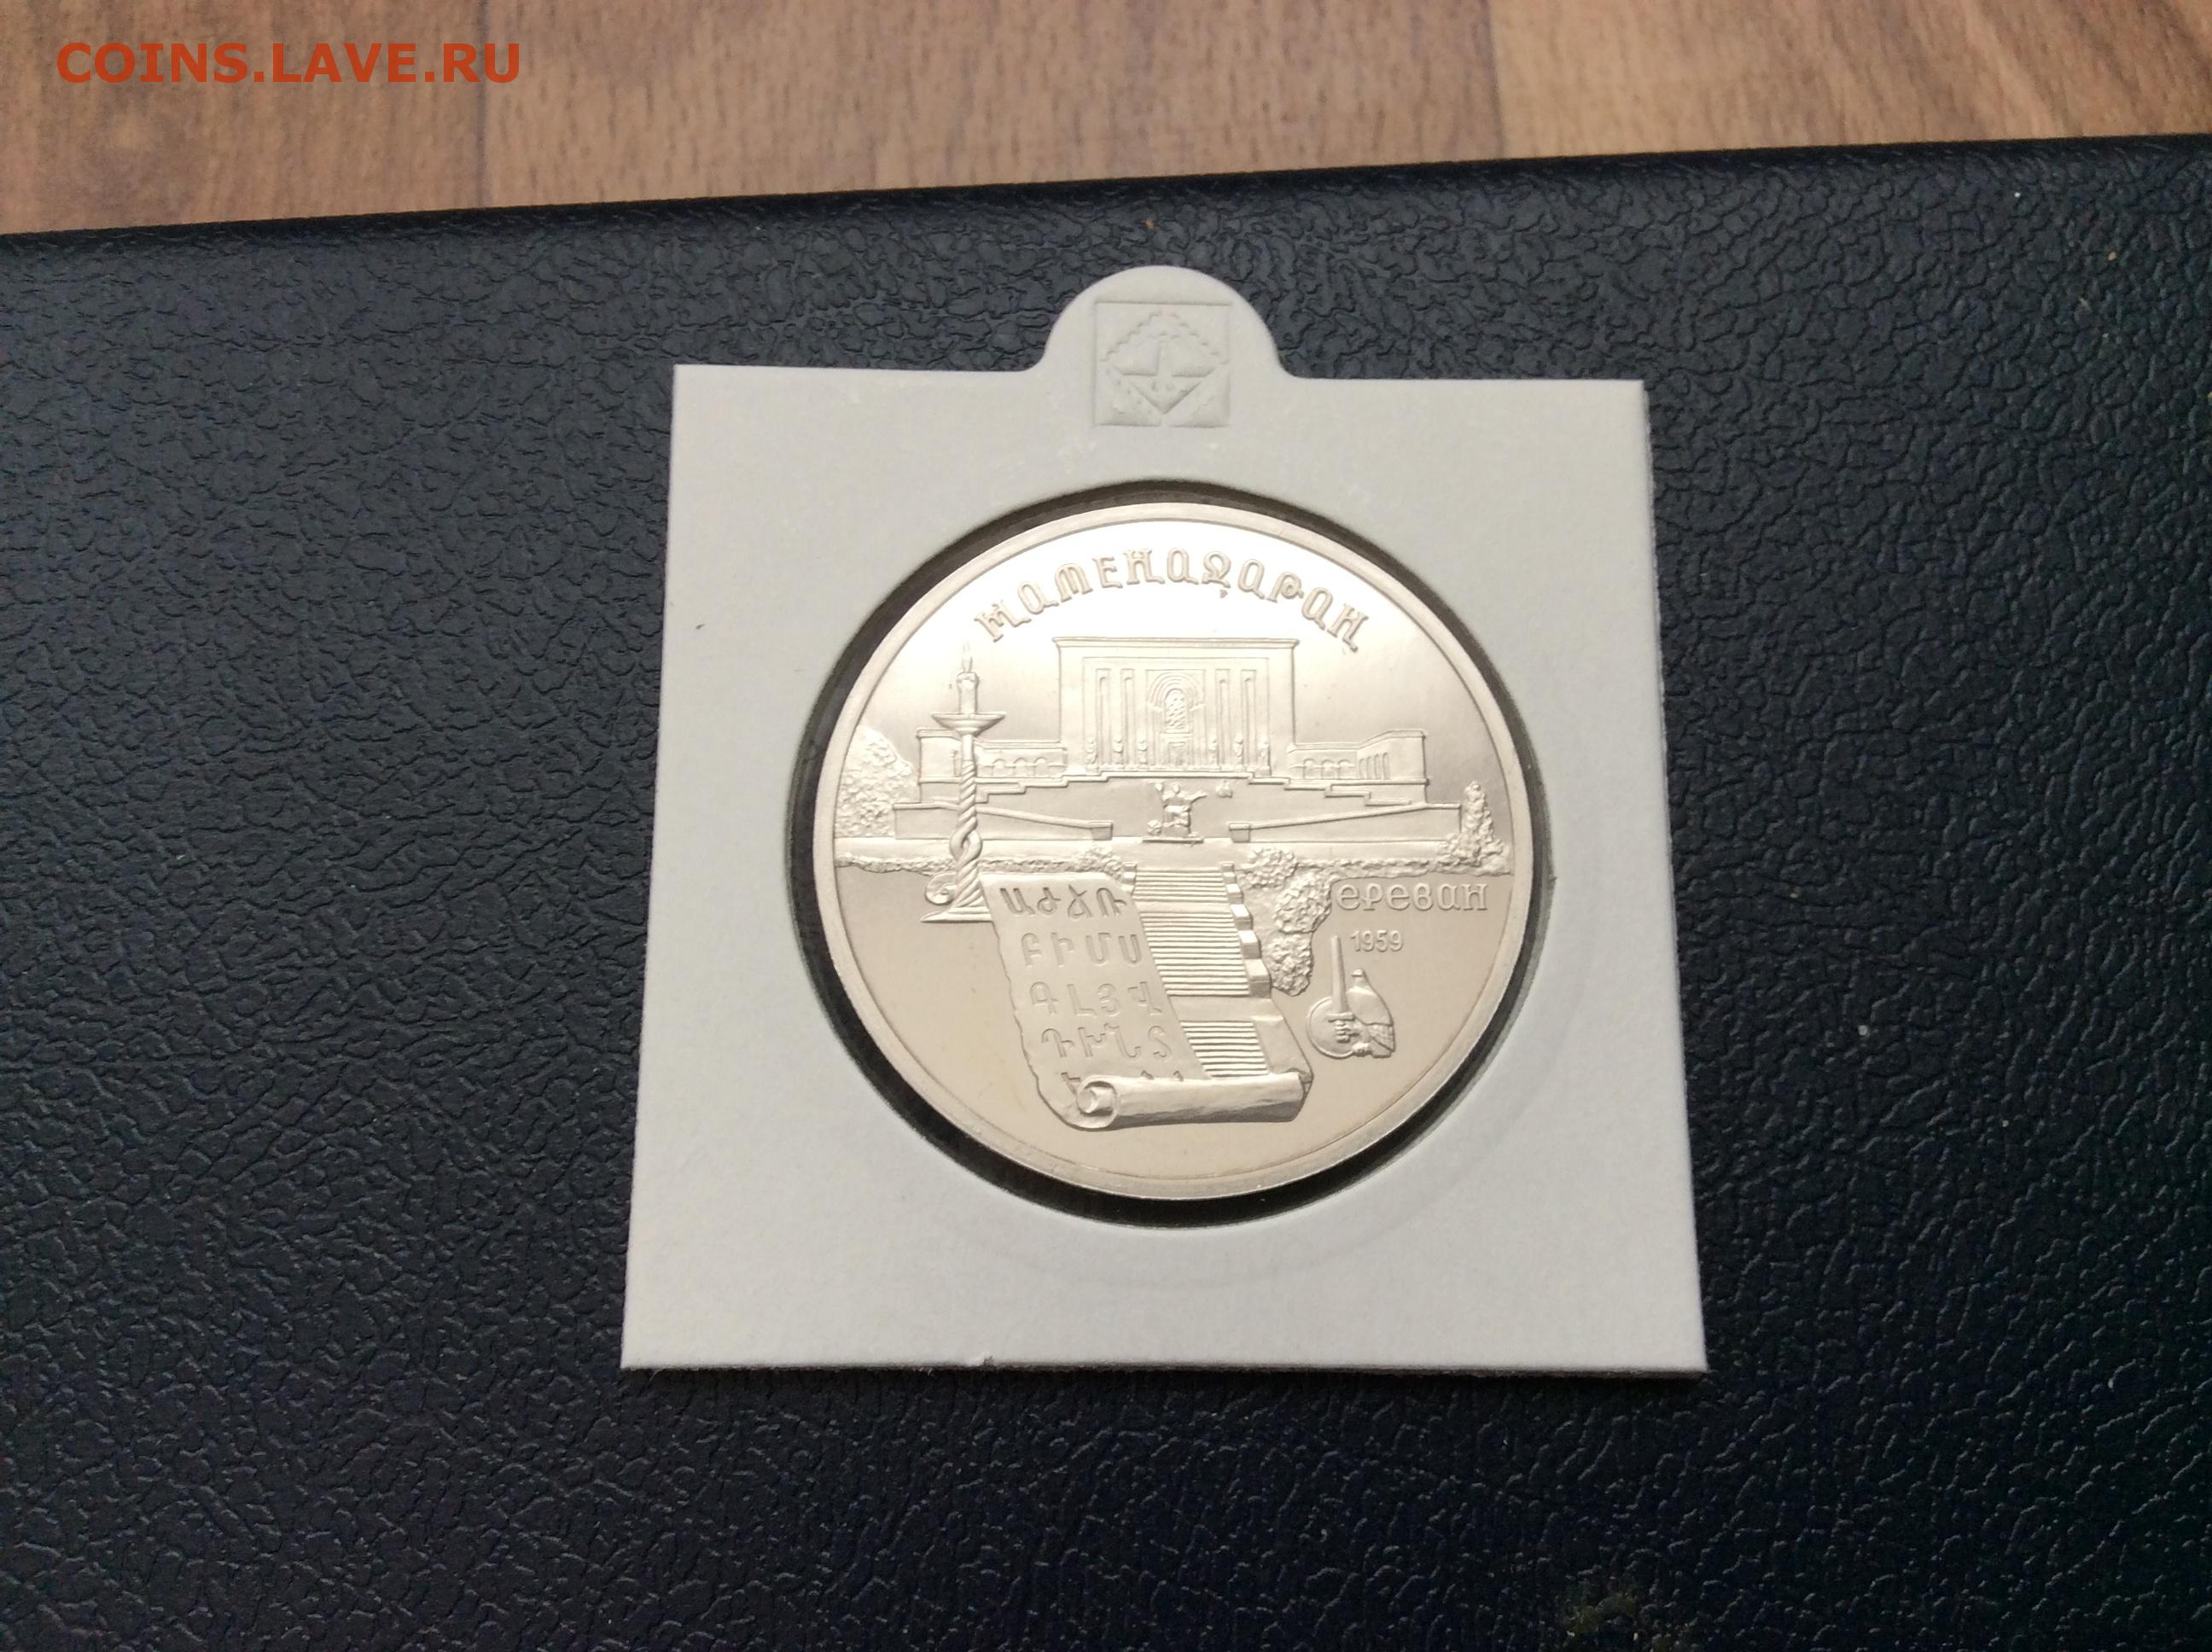 COINS.LAVE.RU
МАТЕНАДАРАН
Ա Ժ Ճ Ռ
Բ Ի Մ Ս
Գ Լ Յ Վ
Դ Խ Ն Տ
ЕРЕВАН
1959